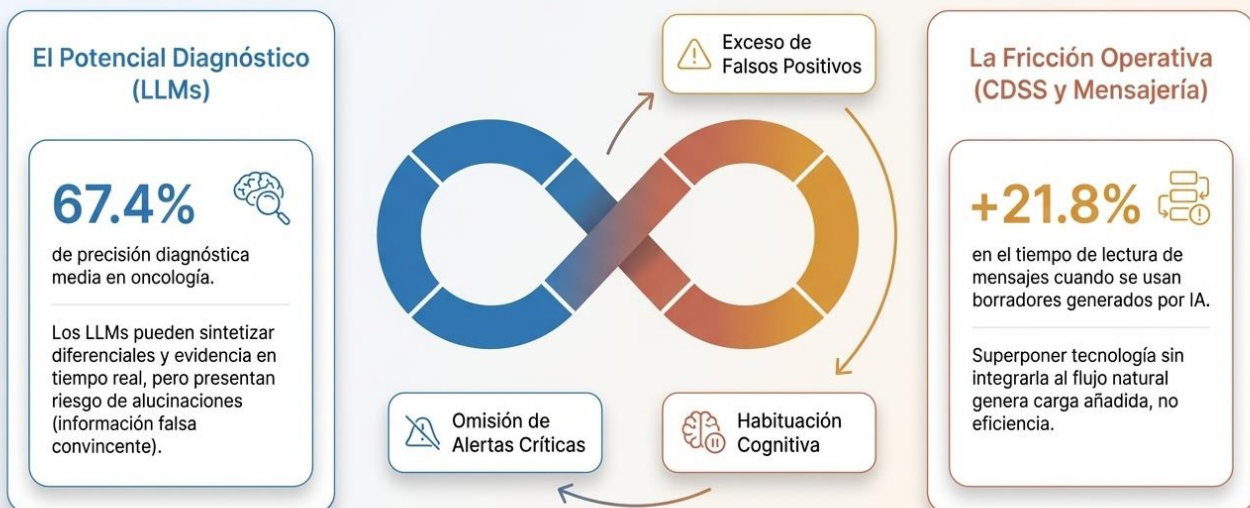 El Potencial Diagnóstico
(LLMs)
67.4%
de precisión diagnóstica
media en oncología.
Los LLMs pueden sintetizar
diferenciales y evidencia en
tiempo real, pero presentan
riesgo de alucinaciones
(información falsa
convincente).
Exceso de
Falsos Positivos
Habituación
Cognitiva
Omisión de
Alertas Críticas
La Fricción Operativa
(CDSS y Mensajería)
+21.8%
en el tiempo de lectura de
mensajes cuando se usan
borradores generados por IA.
Superponer tecnología sin
integrarla al flujo natural
genera carga añadida, no
eficiencia.